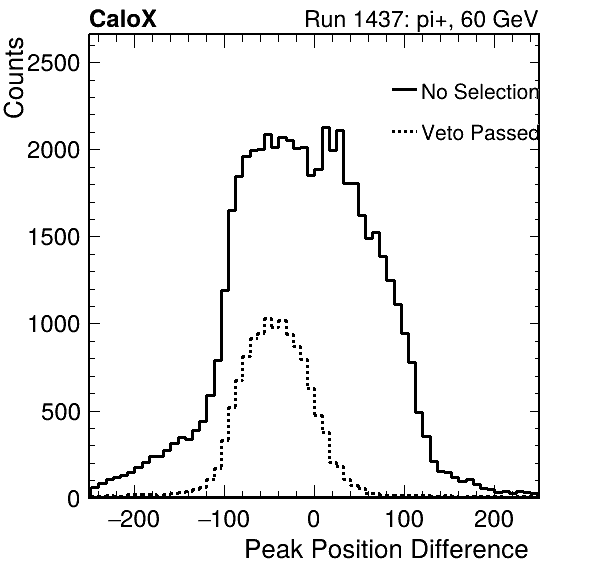 CaloX Run 1437: pi+, 60 GeV
Counts
2500
2000
1500
1000
500
0
No Selection
Veto Passed
−200 −100 0 100 200
Peak Position Difference